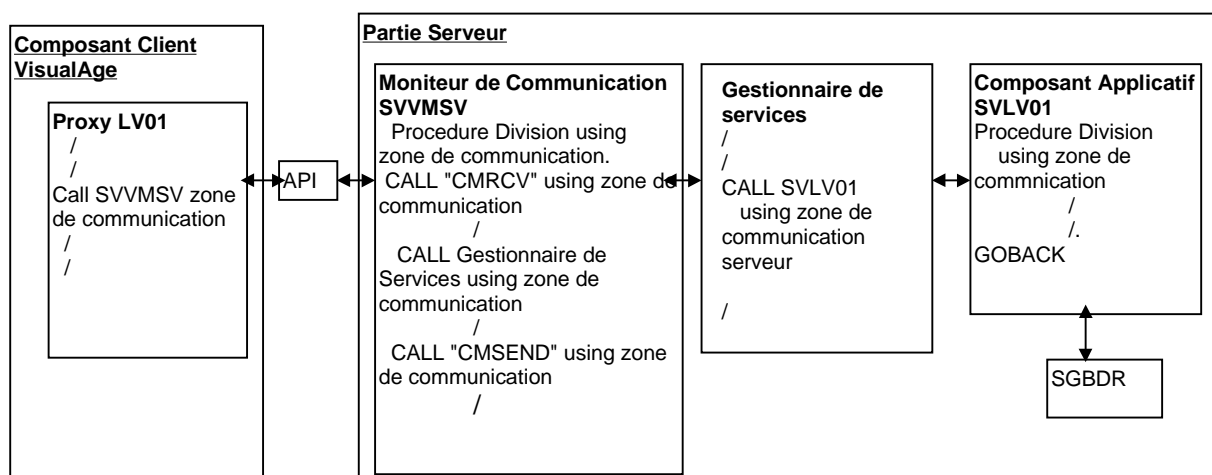 Composant Client
VisualAge
Proxy LV01
/
/
Call SVVMSV zone
de communication
/
/
API
Partie Serveur
Moniteur de Communication
SVVMSV
Procedure Division using
zone de communication.
CALL "CMRCV" using zone de
communication
/
CALL Gestionnaire de
Services using zone de
communication
/
CALL "CMSEND" using zone
de communication
/
Gestionnaire de
services
/
/
CALL SVLV01
using zone de
communication
serveur
/
Composant Applicatif
SVLV01
Procedure Division
using zone de
commnication
/
/.
GOBACK
SGBDR